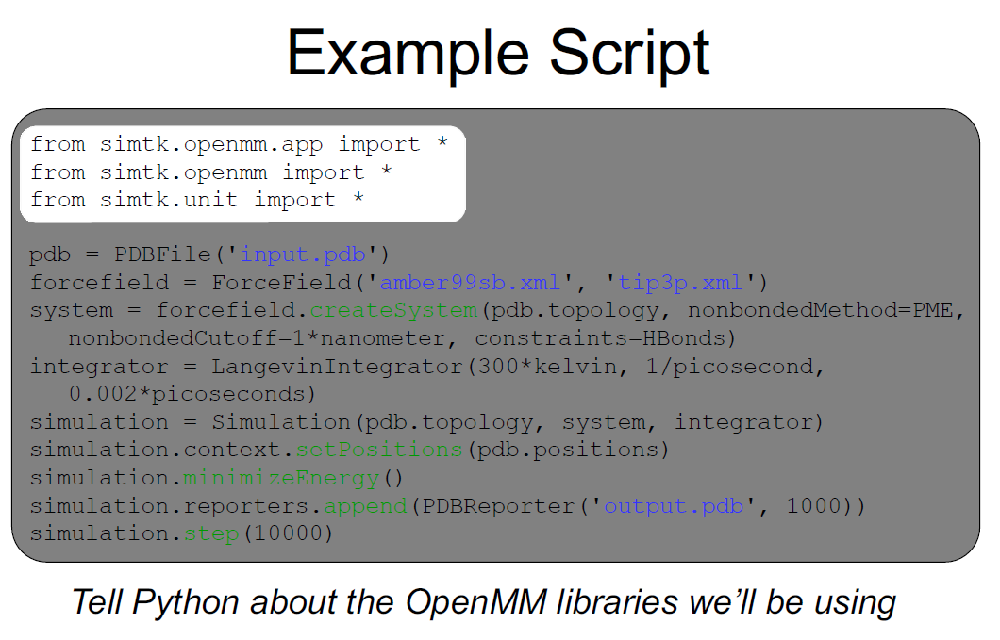 Example Script
from simtk.openmm.app import *
from simtk.openmm import *
from simtk.unit import *
pdb = PDBFile('input.pdb')
forcefield = ForceField('amber99sb.xml', 'tip3p.xml')
system = forcefield.createSystem(pdb.topology, nonbondedMethod=PME,
nonbondedCutoff=1*nanometer, constraints=HBonds)
integrator = LangevinIntegrator(300*kelvin, 1/picosecond,
0.002*picoseconds)
simulation = Simulation(pdb.topology, system, integrator)
simulation.context.setPositions(pdb.positions)
simulation.minimizeEnergy()
simulation.reporters.append(PDBReporter('output.pdb', 1000))
simulation.step(10000)
Tell Python about the OpenMM libraries we’ll be using